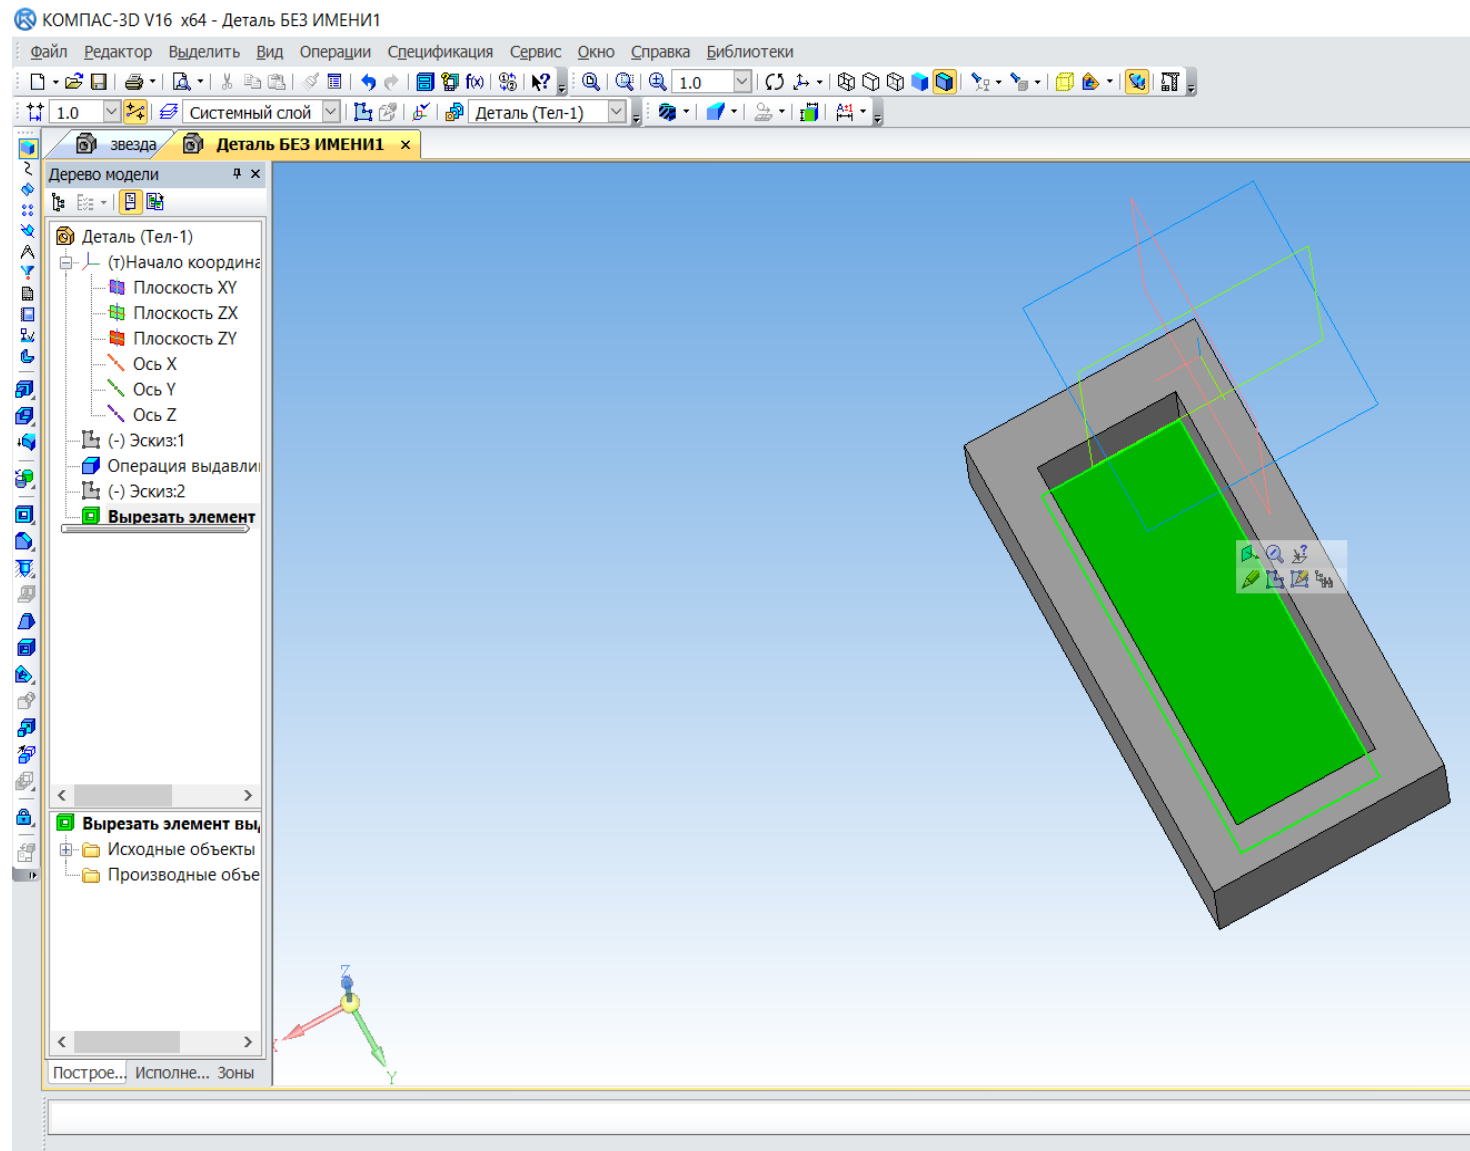 КОМПАС-3D V16 x64 - Деталь БЕЗ ИМЕНИ1
Файл Редактор Выделить Вид Операции Спецификация Сервис Окно Справка Библиотеки
f(x) 1.0
1.0 Системный слой Деталь (Тел-1)
звезда Деталь БЕЗ ИМЕНИ1
Дерево модели
Деталь (Тел-1)
(т)Начало координа
Плоскость XY
Плоскость ZX
Плоскость ZY
Ось X
Ось Y
Ось Z
(-) Эскиз:1
Операция выдавли
(-) Эскиз:2
Вырезать элемент
Вырезать элемент вы
Исходные объекты
Производные объе
Z
Y
Построе... Исполне... Зоны